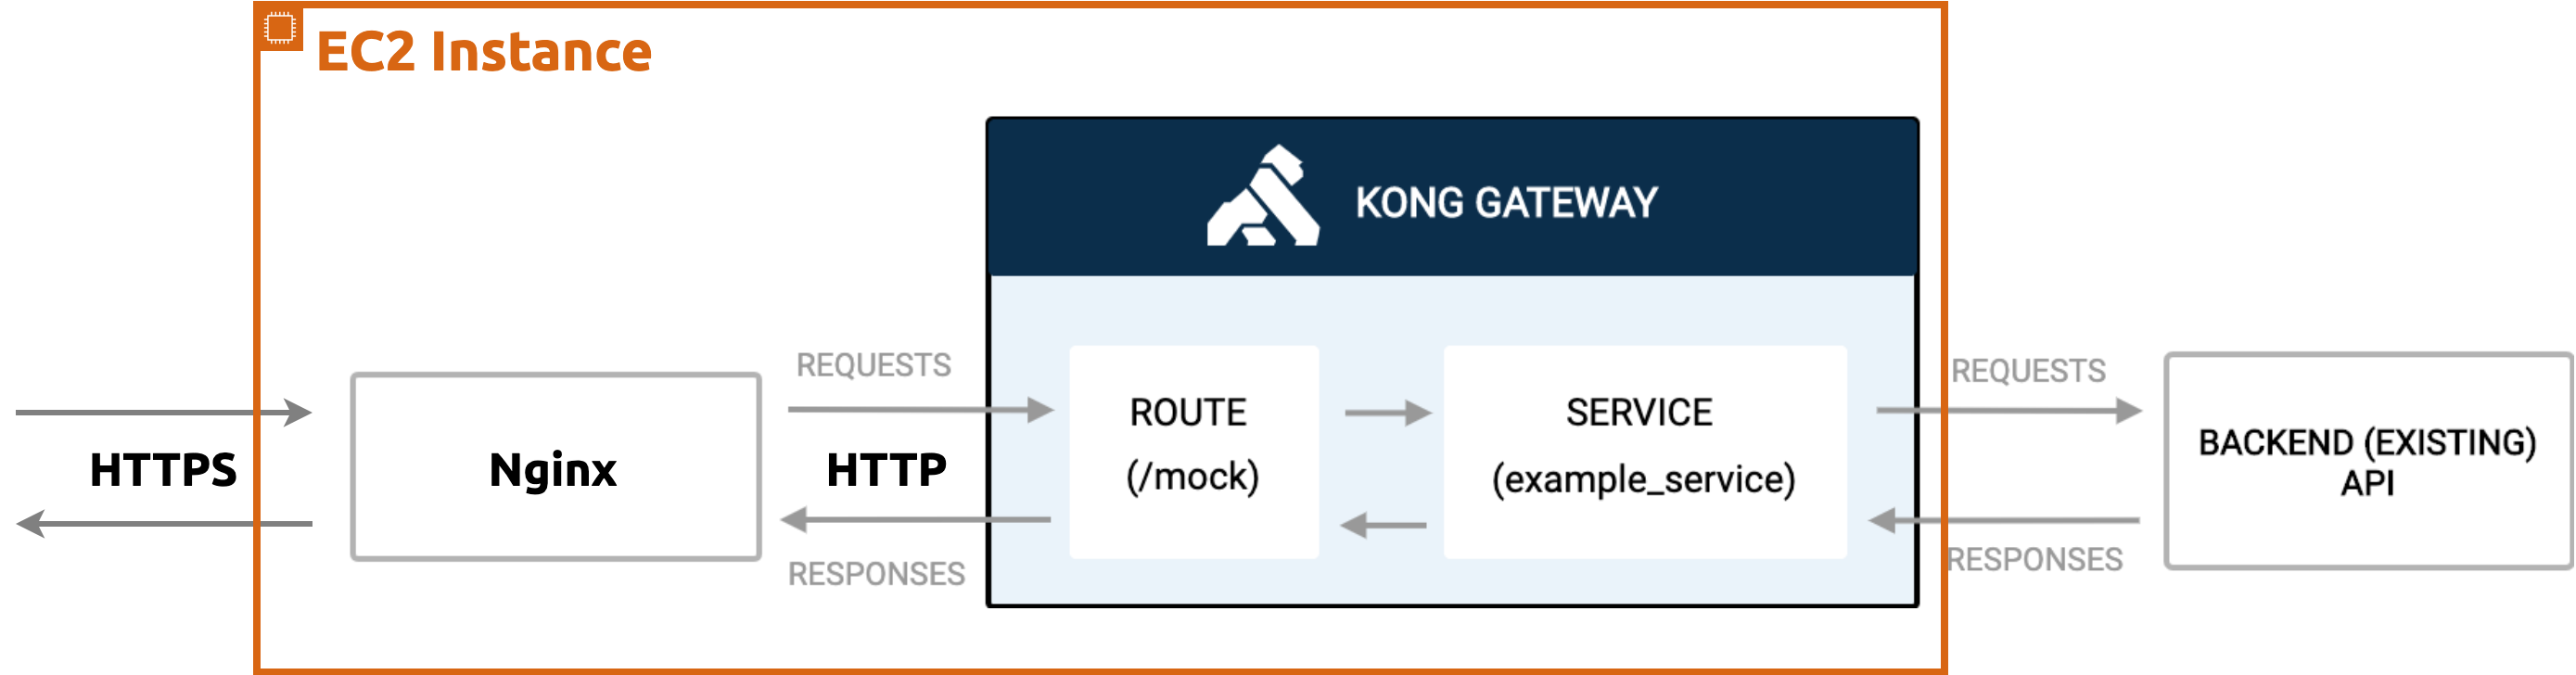 EC2 Instance
KONG GATEWAY
HTTPS
Nginx
REQUESTS
HTTP
RESPONSES
ROUTE
(/mock)
SERVICE
(example_service)
REQUESTS
RESPONSES
BACKEND (EXISTING)
API